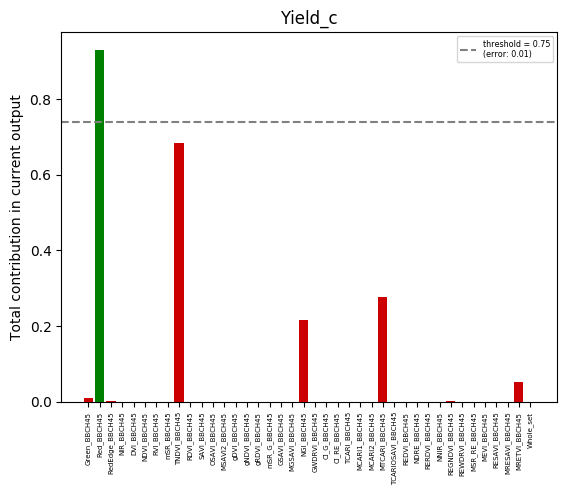 Yield_c
threshold = 0.75
(error: 0.01)
Total contribution in current output
0.8
0.6
0.4
0.2
0.0
Green_BBCH45
Red_BBCH45
RedEdge_BBCH45
NIR_BBCH45
DVI_BBCH45
NDVI_BBCH45
RVI_BBCH45
mSR_BBCH45
TNDVI_BBCH45
RDVI_BBCH45
SAVI_BBCH45
OSAVI_BBCH45
MSAVI2_BBCH45
gDVI_BBCH45
gNDVI_BBCH45
gRDVI_BBCH45
mSR_G_BBCH45
GSAVI_BBCH45
MGSAVI_BBCH45
NGI_BBCH45
GWDRVI_BBCH45
CI_G_BBCH45
CI_RE_BBCH45
TCARI_BBCH45
MCARI1_BBCH45
MCARI2_BBCH45
MTCARI_BBCH45
TCARIOSAVI_BBCH45
REDVI_BBCH45
NDRE_BBCH45
RERDVI_BBCH45
NNIR_BBCH45
REGNDVI_BBCH45
REWDRVI_BBCH45
MSR_RE_BBCH45
MEVI_BBCH45
RESAVI_BBCH45
MRESAVI_BBCH45
MRETVI_BBCH45
Whole_set